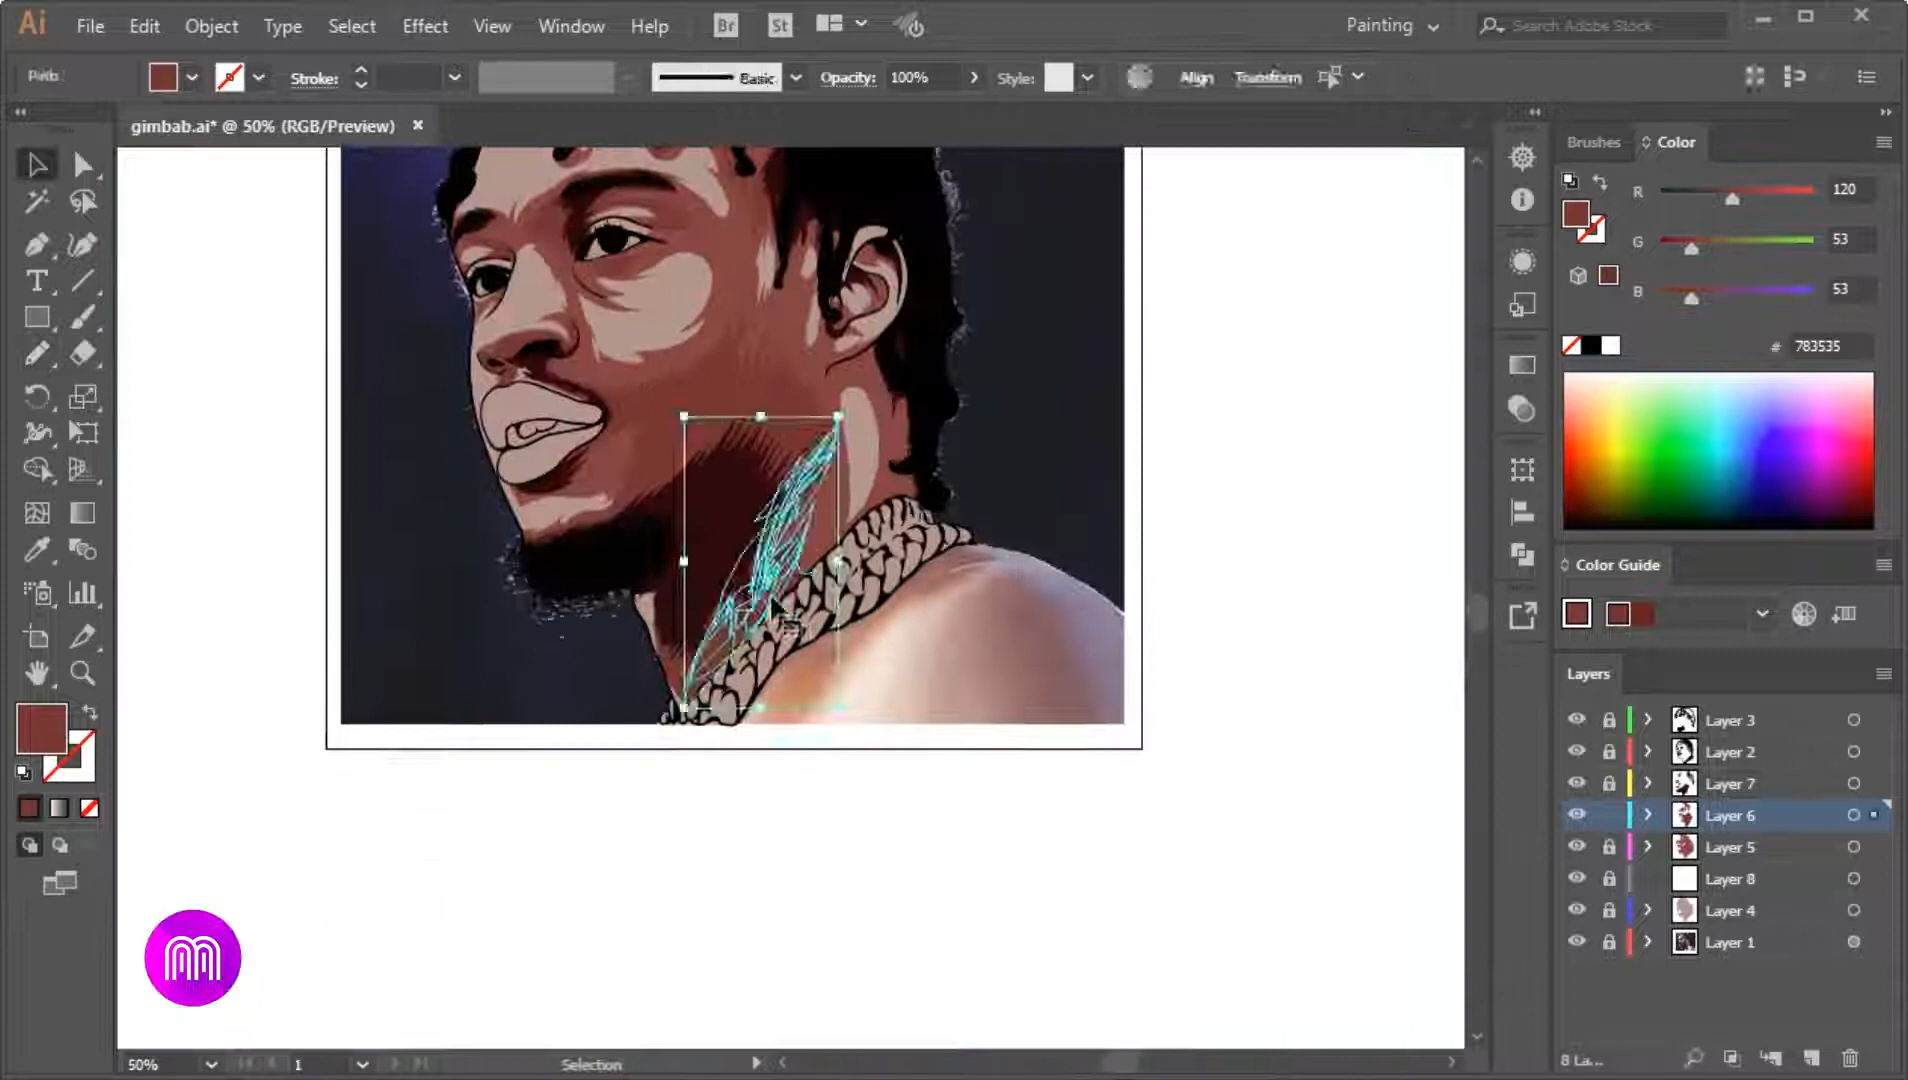 Ai File Edit Object Type Select Effect View Window Help Br St Painting Search Adobe Stock
Path Stroke: Basic Opacity: 100% Style: Align Transform
gimbab.ai* @ 50% (RGB/Preview) ×
Brushes Color
R 120
G 53
B 53
# 783535
Color Guide
Layers
Layer 3
Layer 2
Layer 7
Layer 6
Layer 5
Layer 8
Layer 4
Layer 1
50% 1 Selection 8 La...